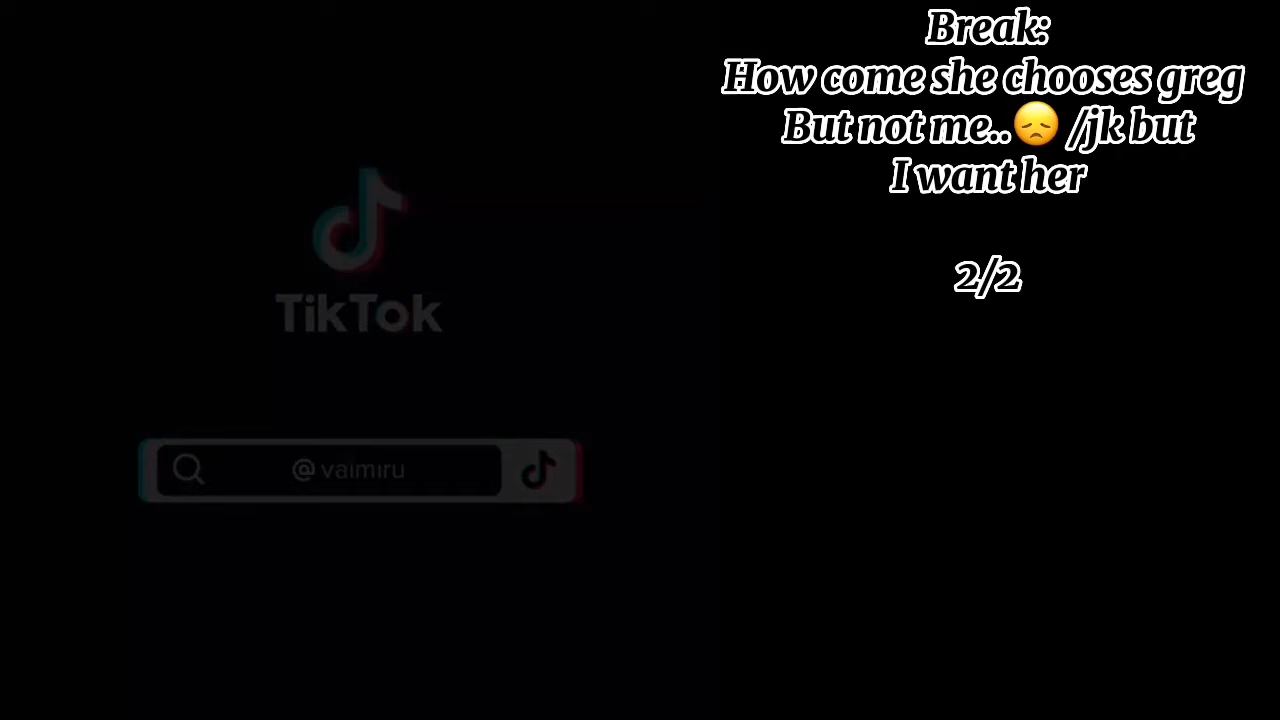 Break:
How come she chooses greg
But not me..😞 /jk but
I want her
2/2
TikTok
@vaimiru